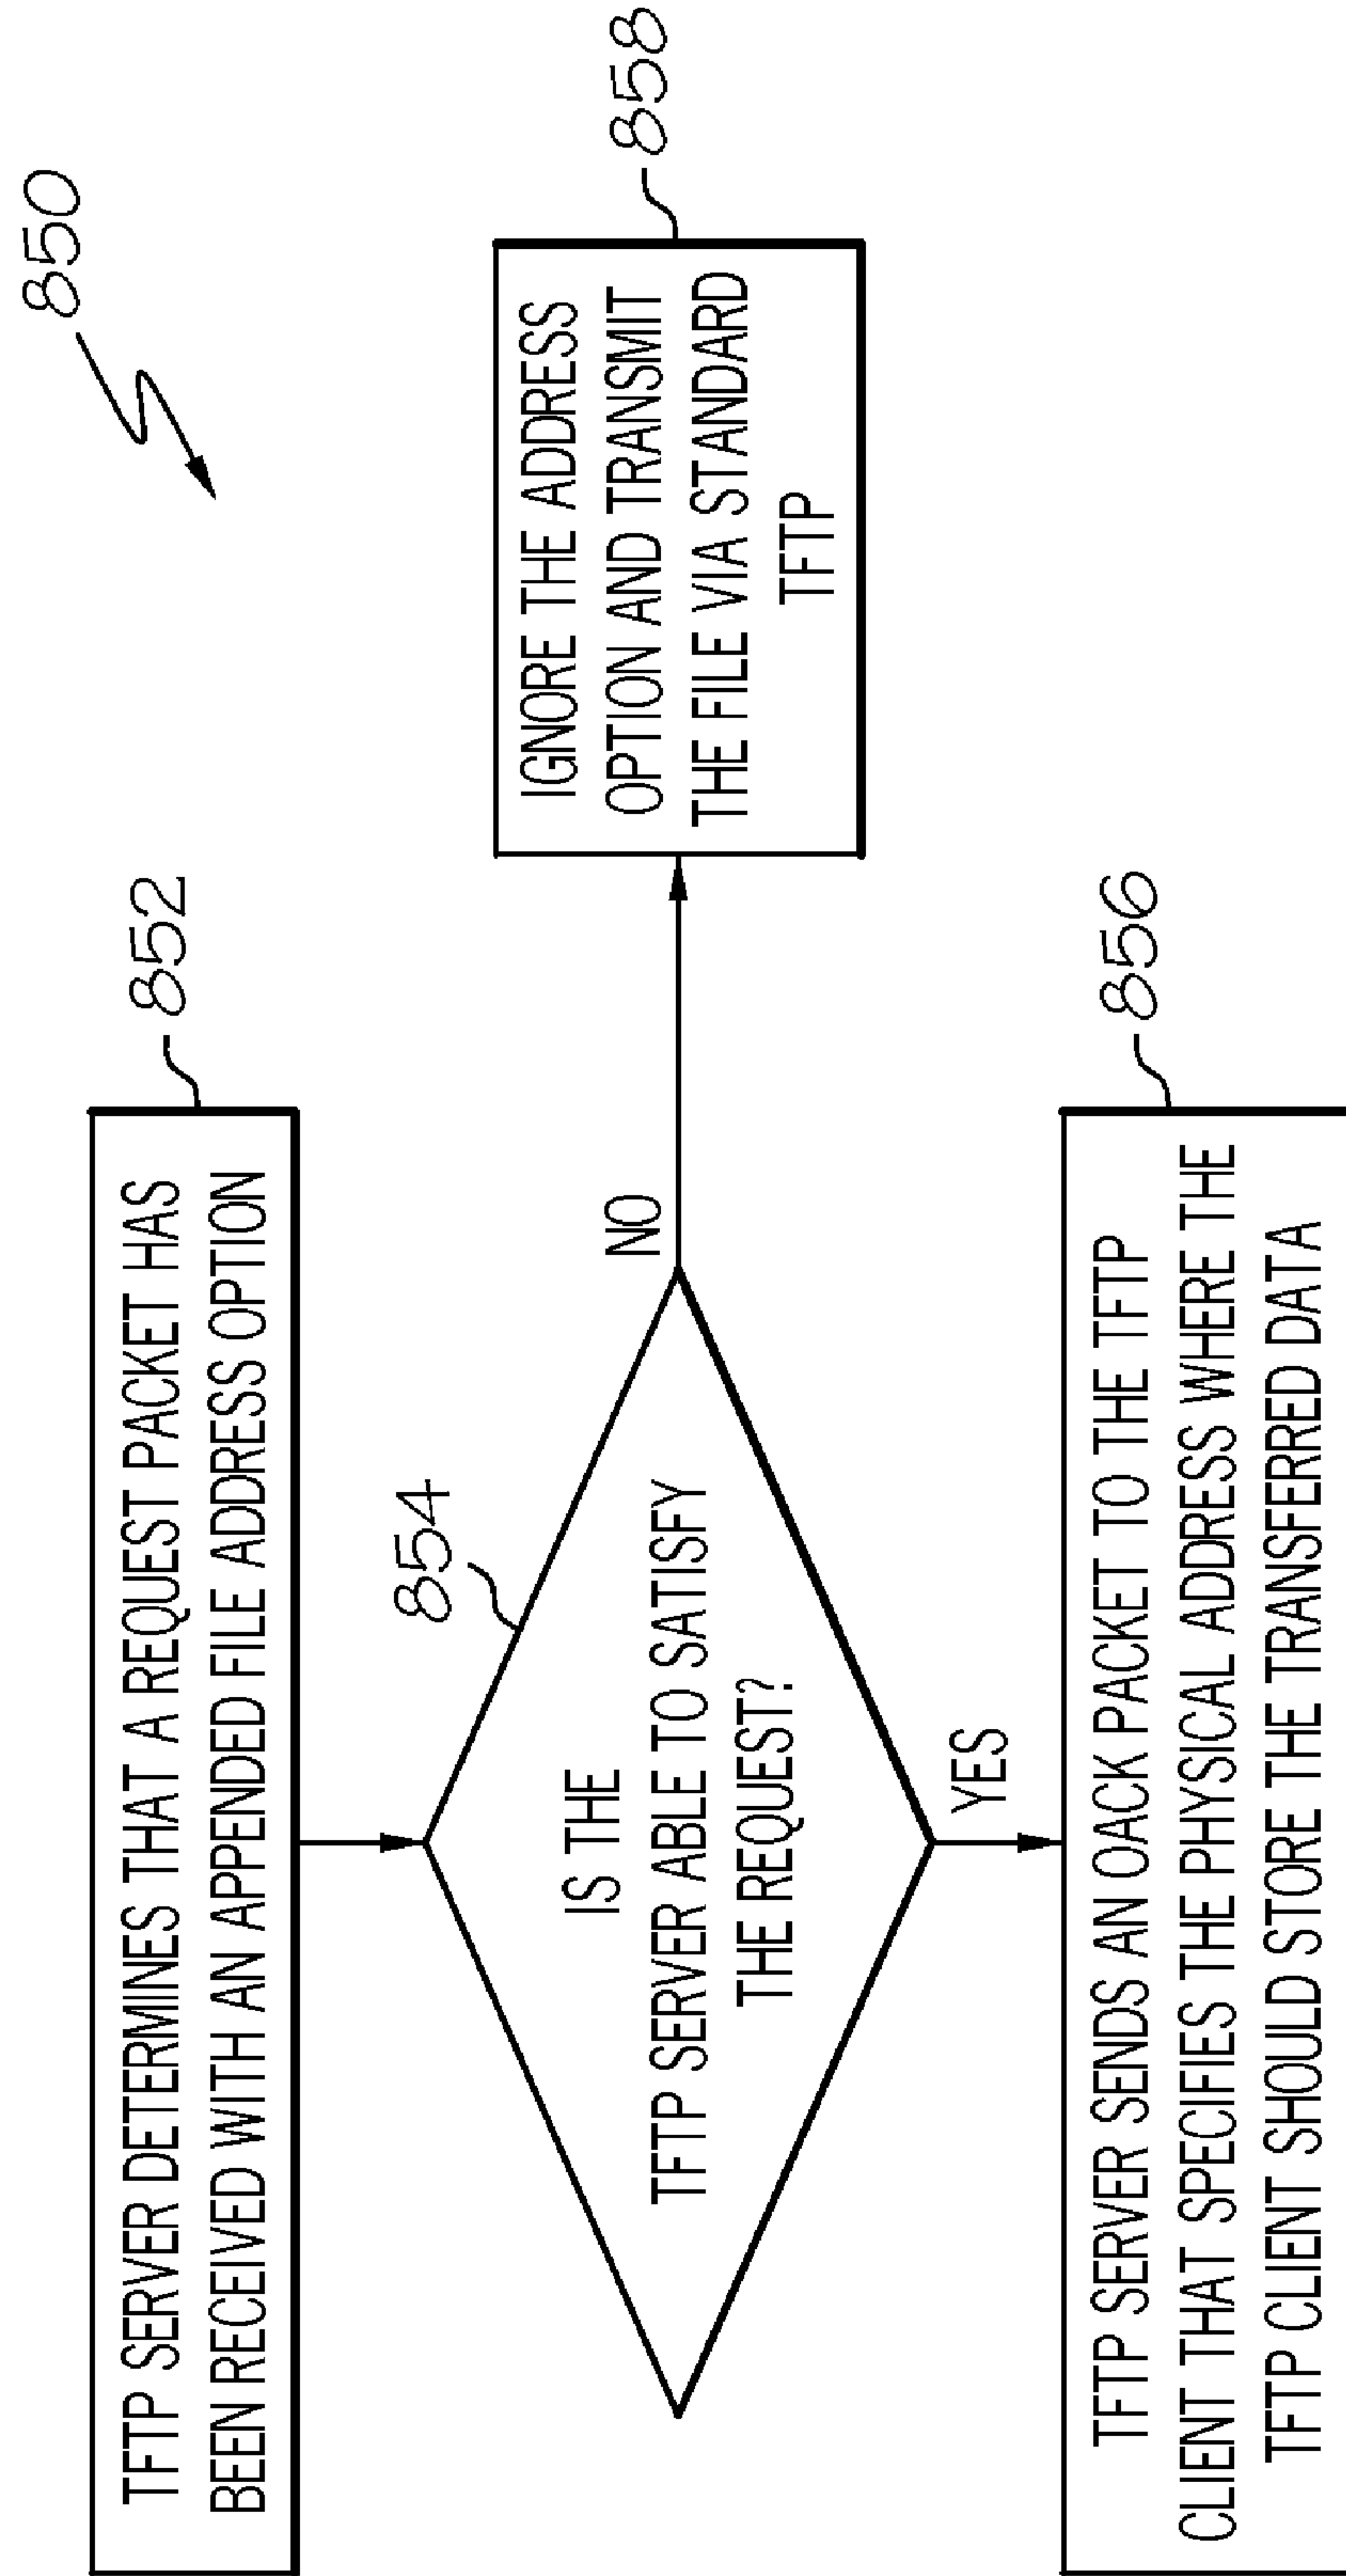 850
852
TFTP SERVER DETERMINES THAT A REQUEST PACKET HAS
BEEN RECEIVED WITH AN APPENDED FILE ADDRESS OPTION
854
IS THE
TFTP SERVER ABLE TO SATISFY
THE REQUEST?
NO
858
IGNORE THE ADDRESS
OPTION AND TRANSMIT
THE FILE VIA STANDARD
TFTP
YES
856
TFTP SERVER SENDS AN OACK PACKET TO THE TFTP
CLIENT THAT SPECIFIES THE PHYSICAL ADDRESS WHERE THE
TFTP CLIENT SHOULD STORE THE TRANSFERRED DATA